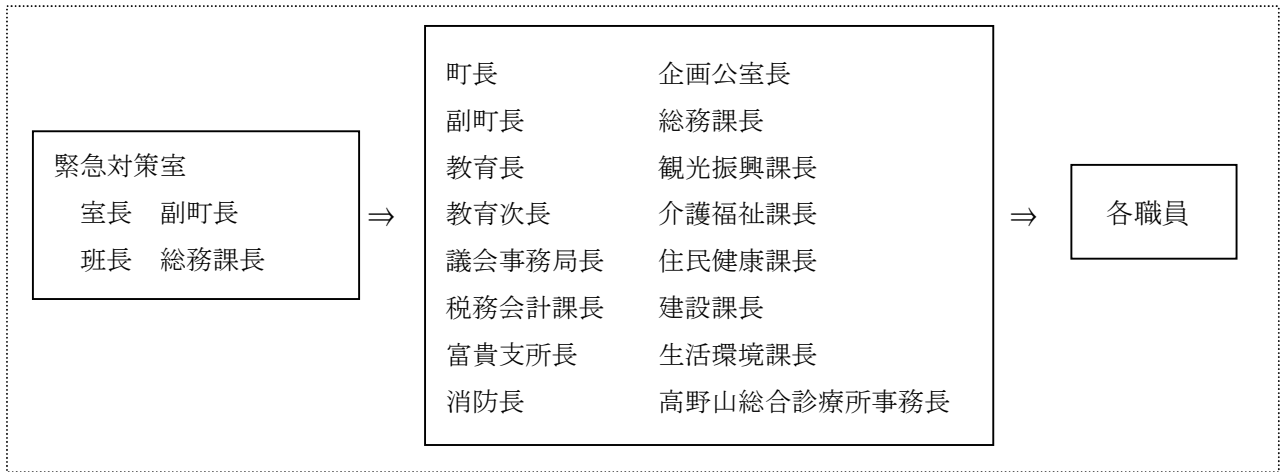 緊急対策室
室長 副町長
班長 総務課長
⇒
町長 企画公室長
副町長 総務課長
教育長 観光振興課長
教育次長 介護福祉課長
議会事務局長 住民健康課長
税務会計課長 建設課長
富貴支所長 生活環境課長
消防長 高野山総合診療所事務長
⇒
各職員